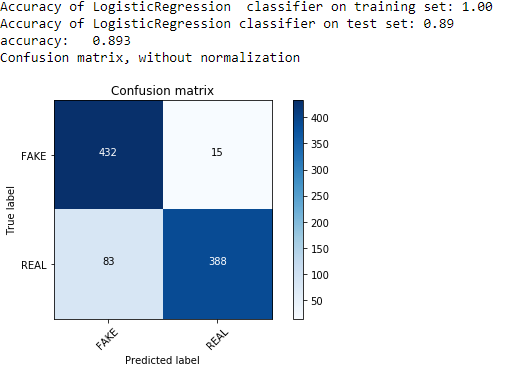 Accuracy of LogisticRegression  classifier on training set: 1.00
Accuracy of LogisticRegression classifier on test set: 0.89
accuracy:   0.893
Confusion matrix, without normalization
Confusion matrix
True label
FAKE
432
15
REAL
83
388
FAKE
REAL
Predicted label
400
350
300
250
200
150
100
50